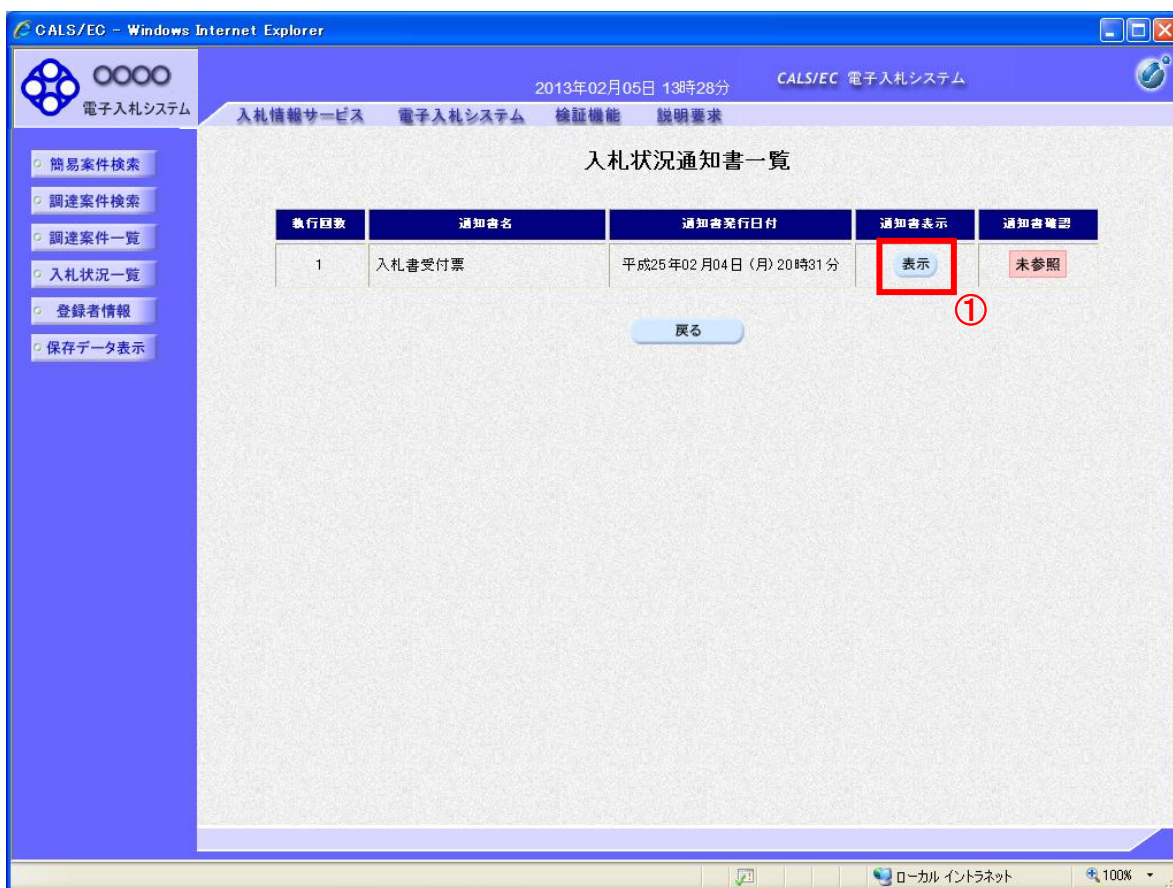 CALS/EC - Windows Internet Explorer
〇〇〇〇
電子入札システム
2013年02月05日 13時28分
CALS/EC 電子入札システム
入札情報サービス 電子入札システム 検証機能 説明要求
簡易案件検索
調達案件検索
調達案件一覧
入札状況一覧
登録者情報
保存データ表示
入札状況通知書一覧
執行回数 通知書名 通知書発行日付 通知書表示 通知書確認
1 入札書受付票 平成25年02月04日 (月) 20時31分 表示 未参照
①
戻る
ローカル イントラネット 100%